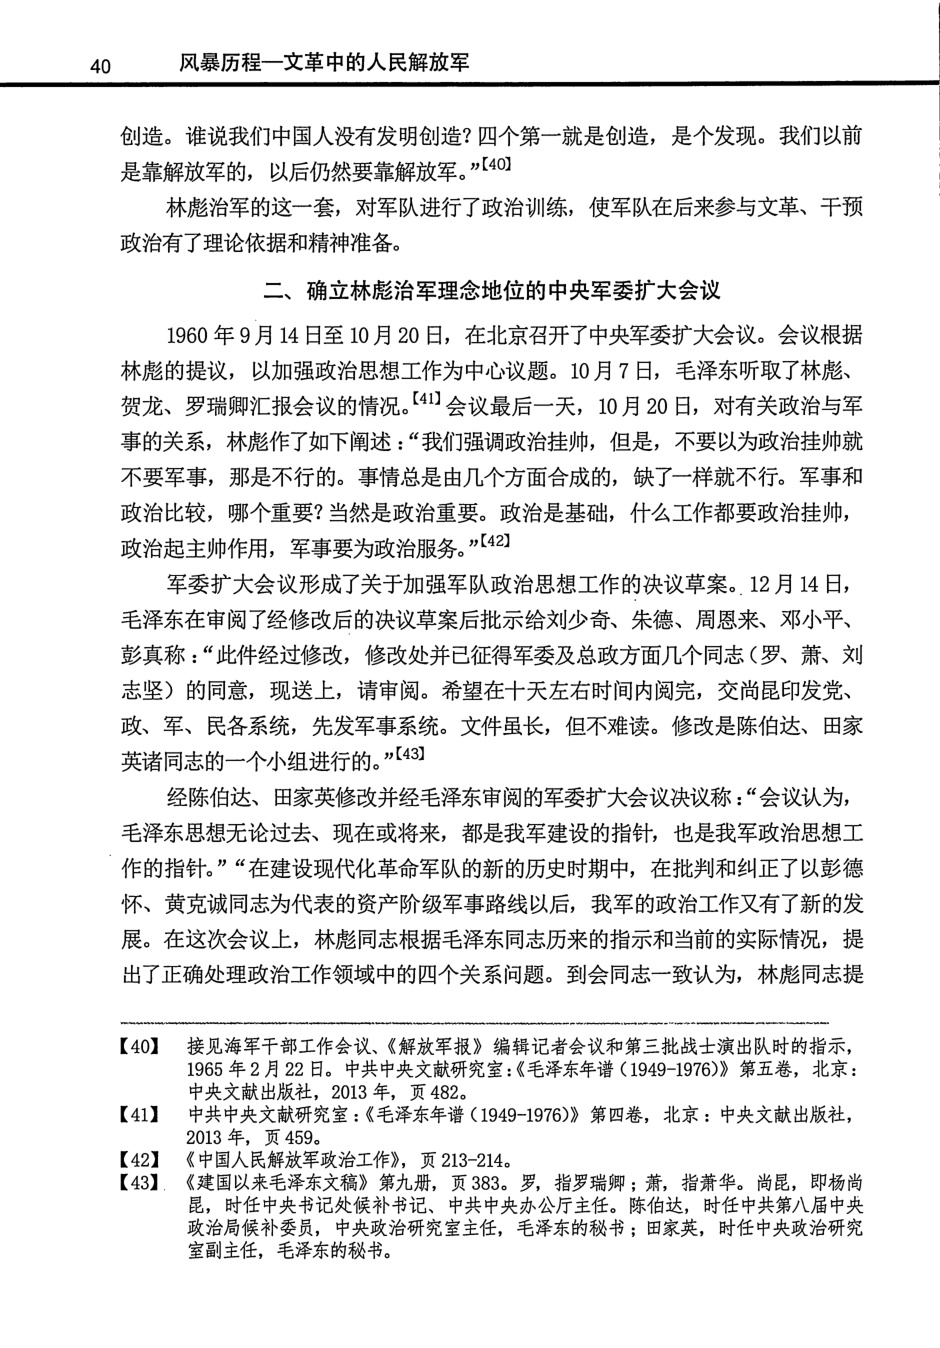 40 风暴历程—文革中的人民解放军
创造。谁说我们中国人没有发明创造？四个第一就是创造，是个发现。我们以前
是靠解放军的，以后仍然要靠解放军。”【40】
林彪治军的这一套，对军队进行了政治训练，使军队在后来参与文革、干预
政治有了理论依据和精神准备。
二、确立林彪治军理念地位的中央军委扩大会议
1960 年 9 月 14 日至 10 月 20 日，在北京召开了中央军委扩大会议。会议根据
林彪的提议，以加强政治思想工作为中心议题。10 月 7 日，毛泽东听取了林彪、
贺龙、罗瑞卿汇报会议的情况。【41】会议最后一天，10 月 20 日，对有关政治与军
事的关系，林彪作了如下阐述：“我们强调政治挂帅，但是，不要以为政治挂帅就
不要军事，那是不行的。事情总是由几个方面合成的，缺了一样就不行。军事和
政治比较，哪个重要？当然是政治重要。政治是基础，什么工作都要政治挂帅，
政治起主帅作用，军事要为政治服务。”【42】
军委扩大会议形成了关于加强军队政治思想工作的决议草案。12 月 14 日，
毛泽东在审阅了经修改后的决议草案后批示给刘少奇、朱德、周恩来、邓小平、
彭真称：“此件经过修改，修改处并已征得军委及总政方面几个同志（罗、萧、刘
志坚）的同意，现送上，请审阅。希望在十天左右时间内阅完，交尚昆印发党、
政、军、民各系统，先发军事系统。文件虽长，但不难读。修改是陈伯达、田家
英诸同志的一个小组进行的。”【43】
经陈伯达、田家英修改并经毛泽东审阅的军委扩大会议决议称：“会议认为，
毛泽东思想无论过去、现在或将来，都是我军建设的指针，也是我军政治思想工
作的指针。”“在建设现代化革命军队的新的历史时期中，在批判和纠正了以彭德
怀、黄克诚同志为代表的资产阶级军事路线以后，我军的政治工作又有了新的发
展。在这次会议上，林彪同志根据毛泽东同志历来的指示和当前的实际情况，提
出了正确处理政治工作领域中的四个关系问题。到会同志一致认为，林彪同志提
【40】 接见海军干部工作会议、《解放军报》编辑记者会议和第三批战士演出队时的指示，
1965 年 2 月 22 日。中共中央文献研究室：《毛泽东年谱（1949-1976）》第五卷，北京：
中央文献出版社，2013 年，页 482。
【41】 中共中央文献研究室：《毛泽东年谱（1949-1976）》第四卷，北京：中央文献出版社，
2013 年，页 459。
【42】 《中国人民解放军政治工作》，页 213-214。
【43】 《建国以来毛泽东文稿》第九册，页 383。罗，指罗瑞卿；萧，指萧华。尚昆，即杨尚
昆，时任中央书记处候补书记、中共中央办公厅主任。陈伯达，时任中共第八届中央
政治局候补委员，中央政治研究室主任，毛泽东的秘书；田家英，时任中央政治研究
室副主任，毛泽东的秘书。